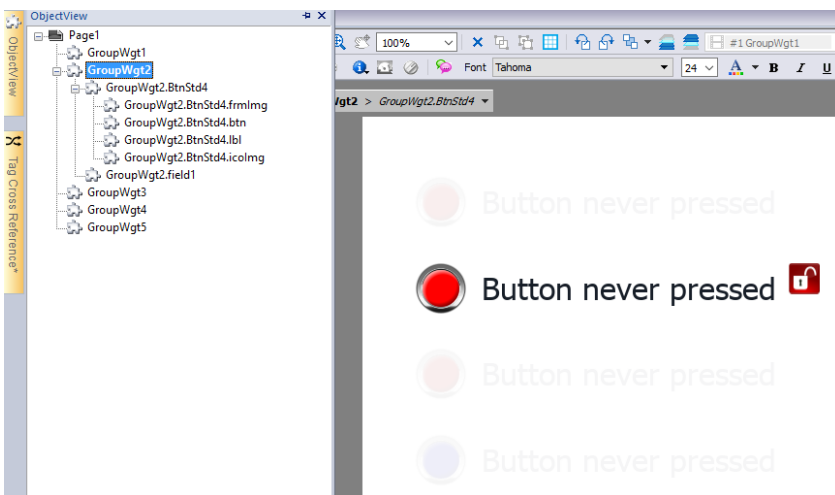 ObjectView
ObjectView
Tag Cross Reference*
Page1
GroupWgt1
GroupWgt2
GroupWgt2.BtnStd4
GroupWgt2.BtnStd4.frmImg
GroupWgt2.BtnStd4.btn
GroupWgt2.BtnStd4.lbl
GroupWgt2.BtnStd4.icoImg
GroupWgt2.field1
GroupWgt3
GroupWgt4
GroupWgt5
100%
#1 GroupWgt1
Font Tahoma 24 A B I U
Wgt2 > GroupWgt2.BtnStd4
Button never pressed
Button never pressed
Button never pressed
Button never pressed